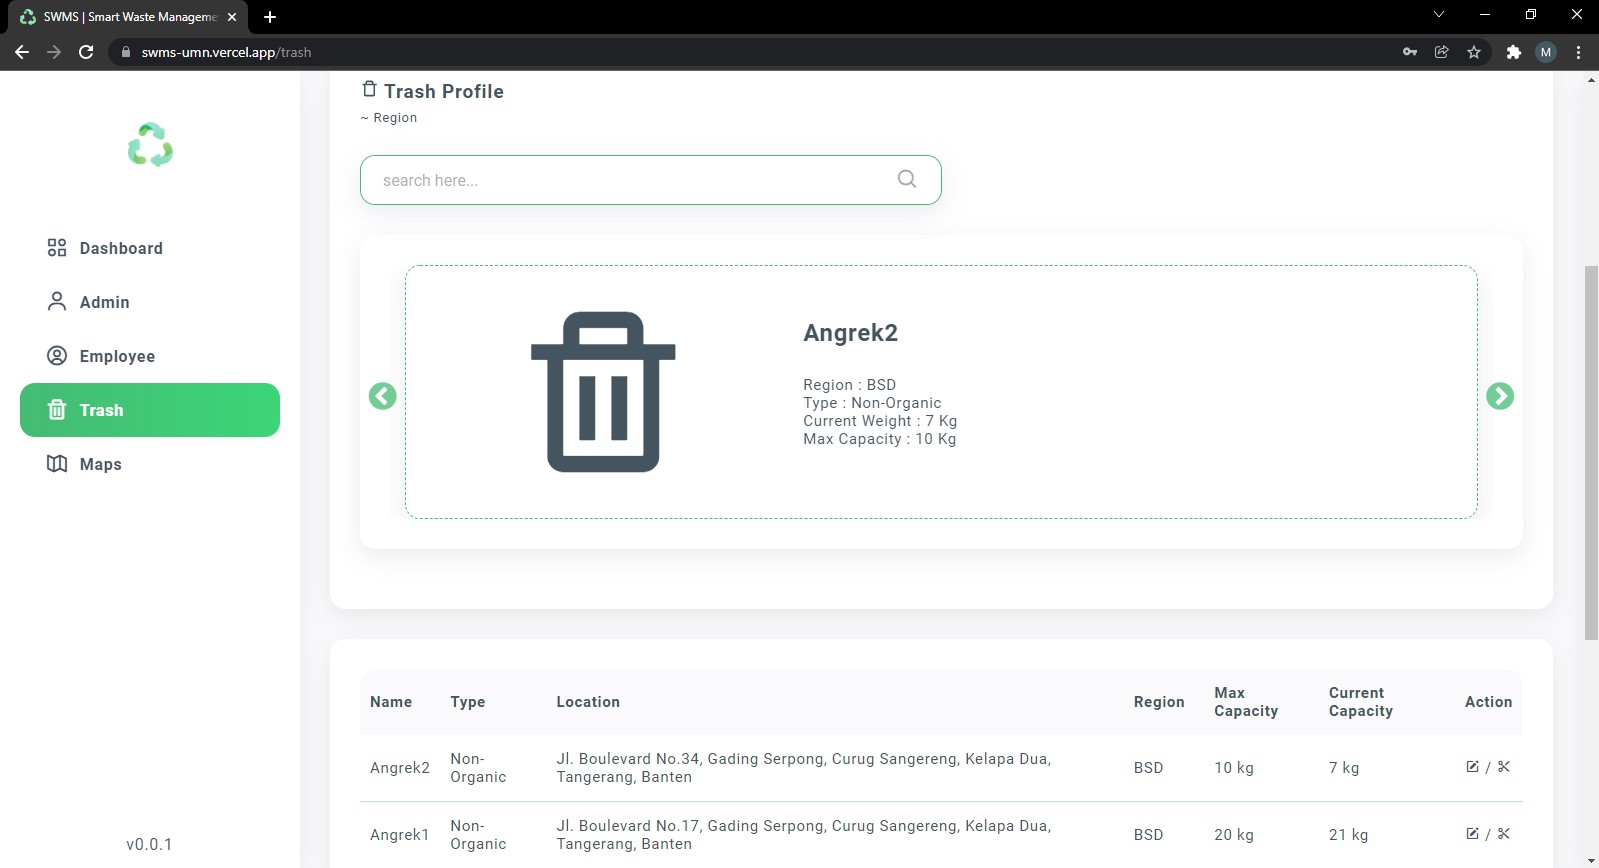 SWMS | Smart Waste Manageme
swms-umn.vercel.app/trash
M
Trash Profile
~ Region
search here...
Dashboard
Admin
Employee
Trash
Maps
v0.0.1
Angrek2
Region : BSD
Type : Non-Organic
Current Weight : 7 Kg
Max Capacity : 10 Kg
Name Type Location Region Max Capacity Current Capacity Action
Angrek2 Non-Organic Jl. Boulevard No.34, Gading Serpong, Curug Sangereng, Kelapa Dua,
Tangerang, Banten BSD 10 kg 7 kg /
Angrek1 Non-Organic Jl. Boulevard No.17, Gading Serpong, Curug Sangereng, Kelapa Dua,
Tangerang, Banten BSD 20 kg 21 kg /